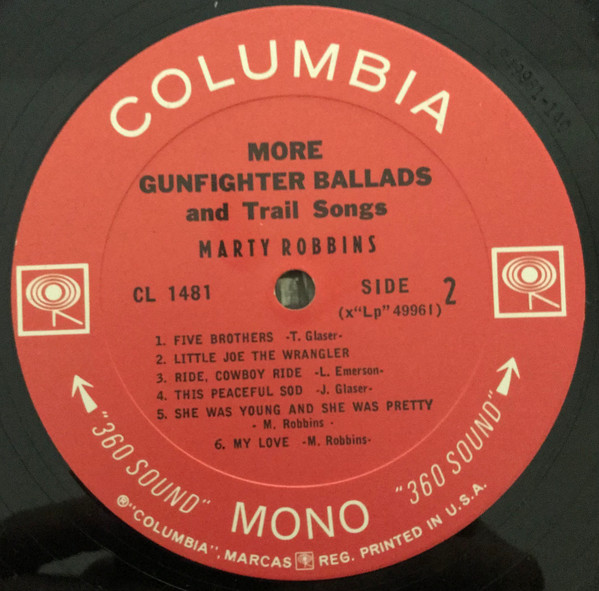 COLUMBIA
MORE
GUNFIGHTER BALLADS
and Trail Songs
MARTY ROBBINS
CL 1481
SIDE 2
(x"Lp" 49961)
1. FIVE BROTHERS -T. Glaser-
2. LITTLE JOE THE WRANGLER
3. RIDE, COWBOY RIDE -L. Emerson-
4. THIS PEACEFUL SOD -J. Glaser-
5. SHE WAS YOUNG AND SHE WAS PRETTY
- M. Robbins -
6. MY LOVE -M. Robbins-
"360 SOUND" MONO "360 SOUND"
®"COLUMBIA", MARCAS REG. PRINTED IN U.S.A.